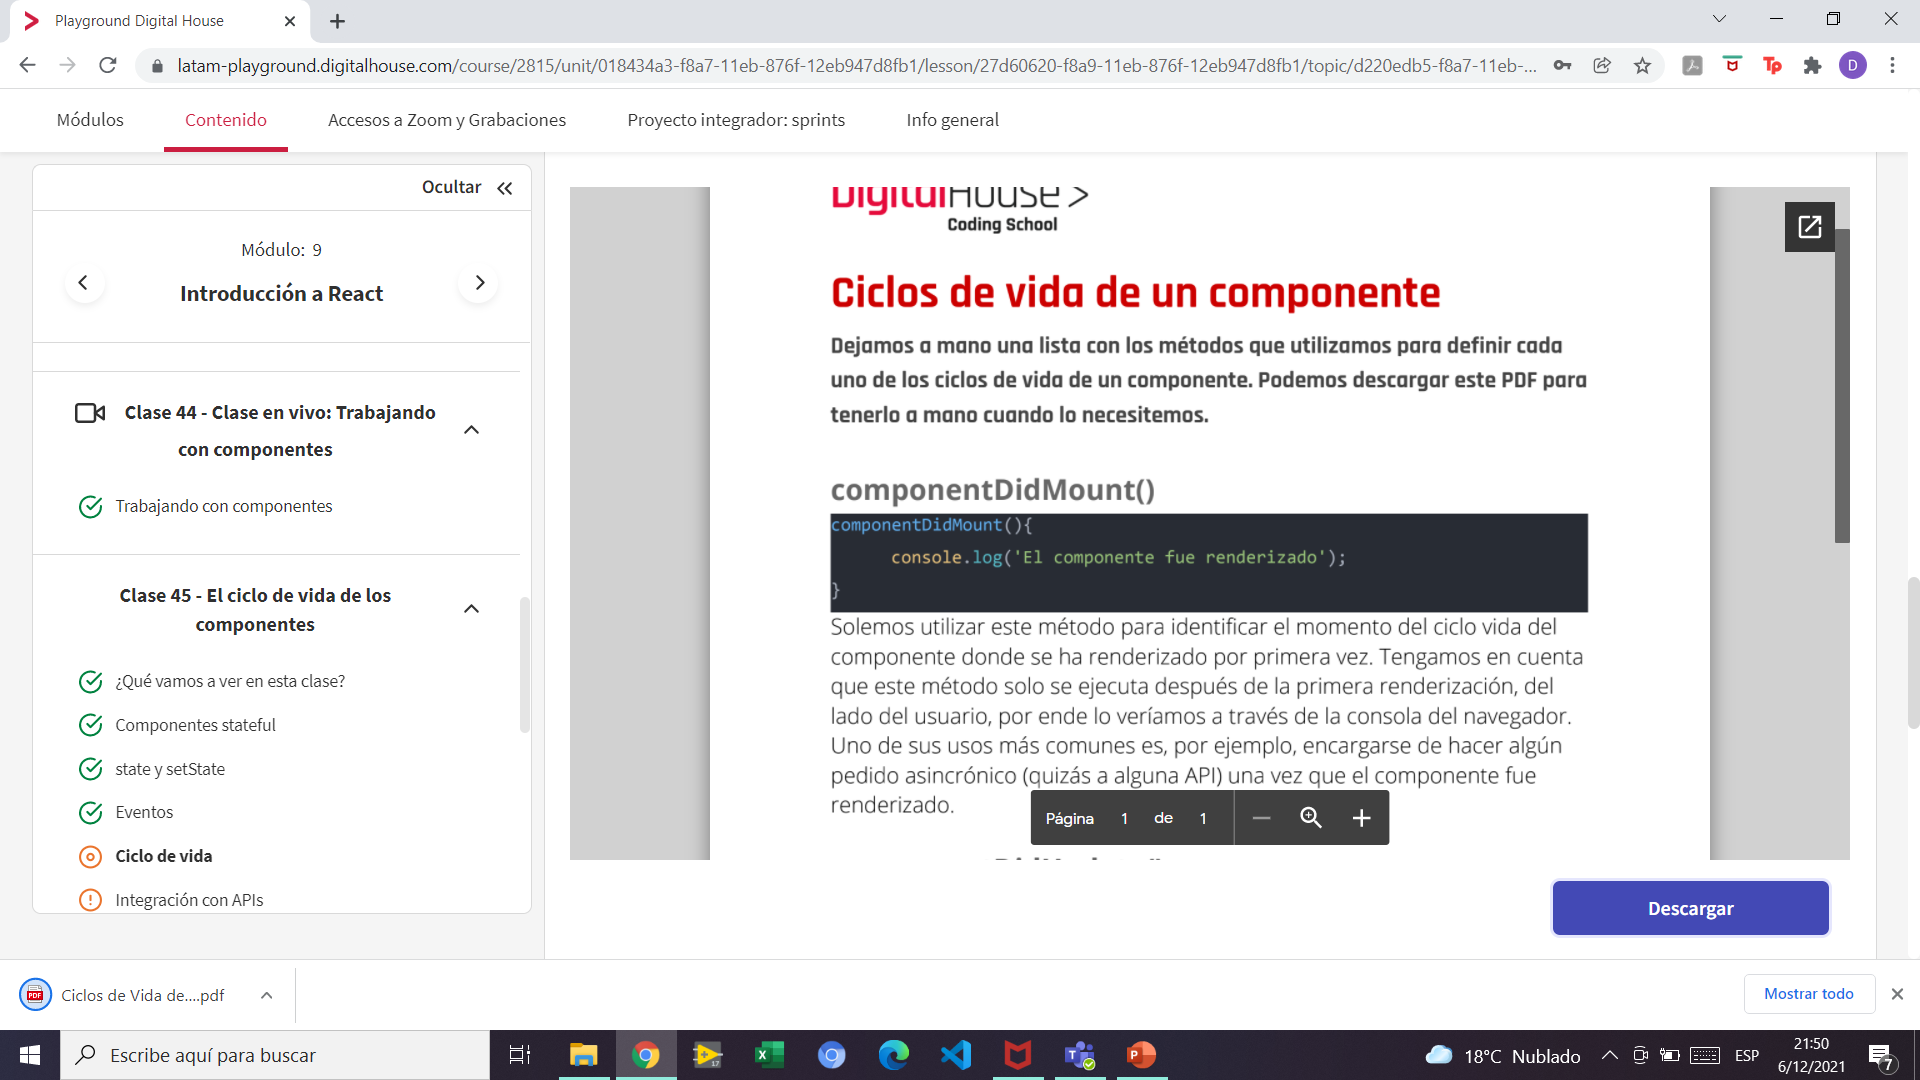 Playground Digital House
latam-playground.digitalhouse.com/course/2815/unit/018434a3-f8a7-11eb-876f-12eb947d8fb1/lesson/27d60620-f8a9-11eb-876f-12eb947d8fb1/topic/d220edb5-f8a7-11eb-...
D
Módulos
Contenido
Accesos a Zoom y Grabaciones
Proyecto integrador: sprints
Info general
Ocultar
Módulo: 9
Introducción a React
Clase 44 - Clase en vivo: Trabajando
con componentes
Trabajando con componentes
Clase 45 - El ciclo de vida de los
componentes
¿Qué vamos a ver en esta clase?
Componentes stateful
state y setState
Eventos
Ciclo de vida
Integración con APIs
DigitalHouse >
Coding School
Ciclos de vida de un componente
Dejamos a mano una lista con los métodos que utilizamos para definir cada
uno de los ciclos de vida de un componente. Podemos descargar este PDF para
tenerlo a mano cuando lo necesitemos.
componentDidMount()
componentDidMount(){
console.log('El componente fue renderizado');
}
Solemos utilizar este método para identificar el momento del ciclo vida del
componente donde se ha renderizado por primera vez. Tengamos en cuenta
que este método solo se ejecuta después de la primera renderización, del
lado del usuario, por ende lo veríamos a través de la consola del navegador.
Uno de sus usos más comunes es, por ejemplo, encargarse de hacer algún
pedido asincrónico (quizás a alguna API) una vez que el componente fue
renderizado.
Página 1 de 1
Descargar
PDF
Ciclos de Vida de....pdf
Mostrar todo
Escribe aquí para buscar
18°C Nublado
ESP
21:50
6/12/2021
7